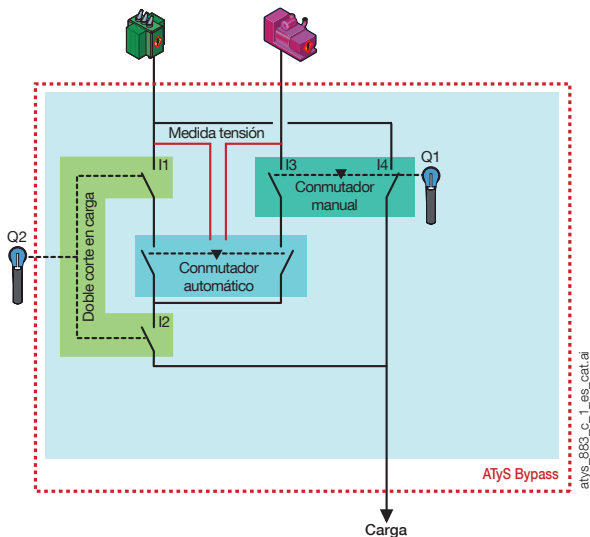 Medida tensión
I1
I3
I4
Q1
Conmutador
manual
Q2
Doble corte en carga
Conmutador
automático
I2
ATyS Bypass
atys_883_c_1_es_cat.ai
Carga